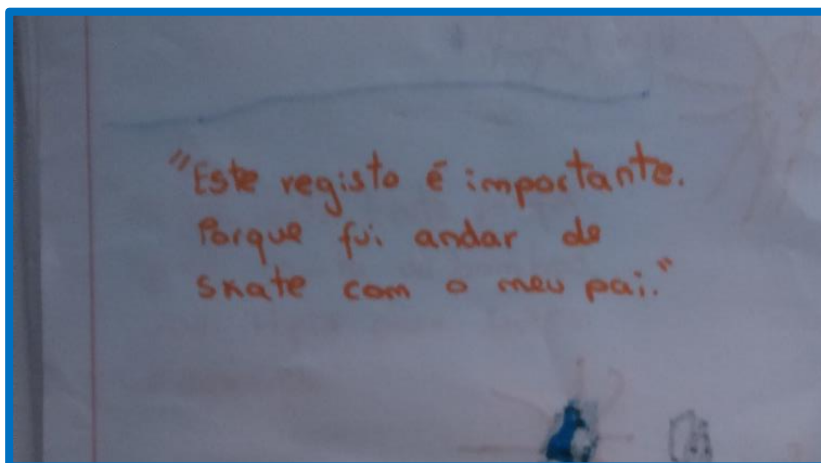 "Este registo é importante.
Porque fui andar de
skate com o meu pai."